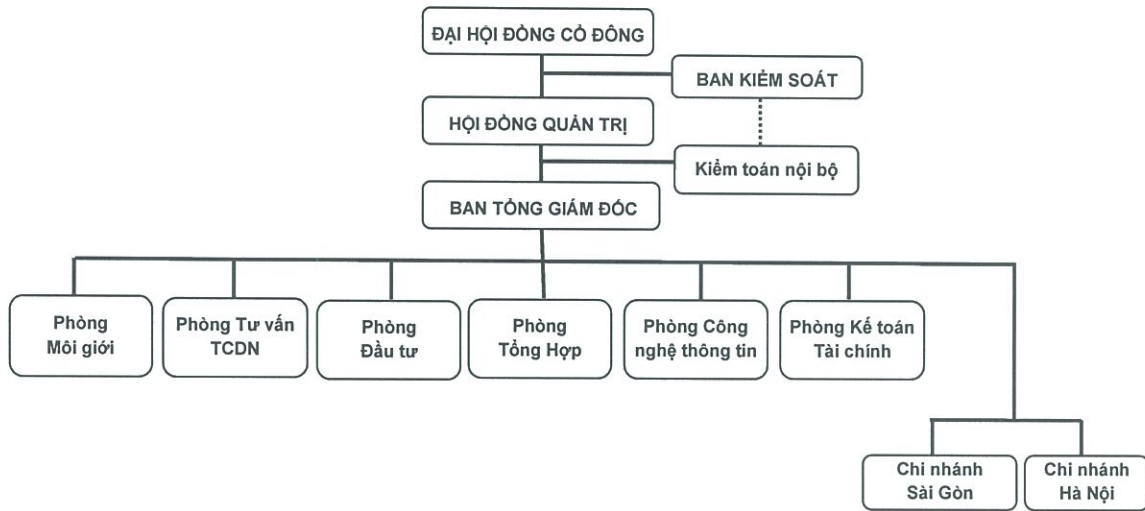 ĐẠI HỘI ĐỒNG CỔ ĐÔNG
BAN KIỂM SOÁT
HỘI ĐỒNG QUẢN TRỊ
Kiểm toán nội bộ
BAN TỔNG GIÁM ĐỐC
Phòng
Môi giới
Phòng Tư vấn
TCDN
Phòng
Đầu tư
Phòng
Tổng Hợp
Phòng Công
nghệ thông tin
Phòng Kế toán
Tài chính
Chi nhánh
Sài Gòn
Chi nhánh
Hà Nội